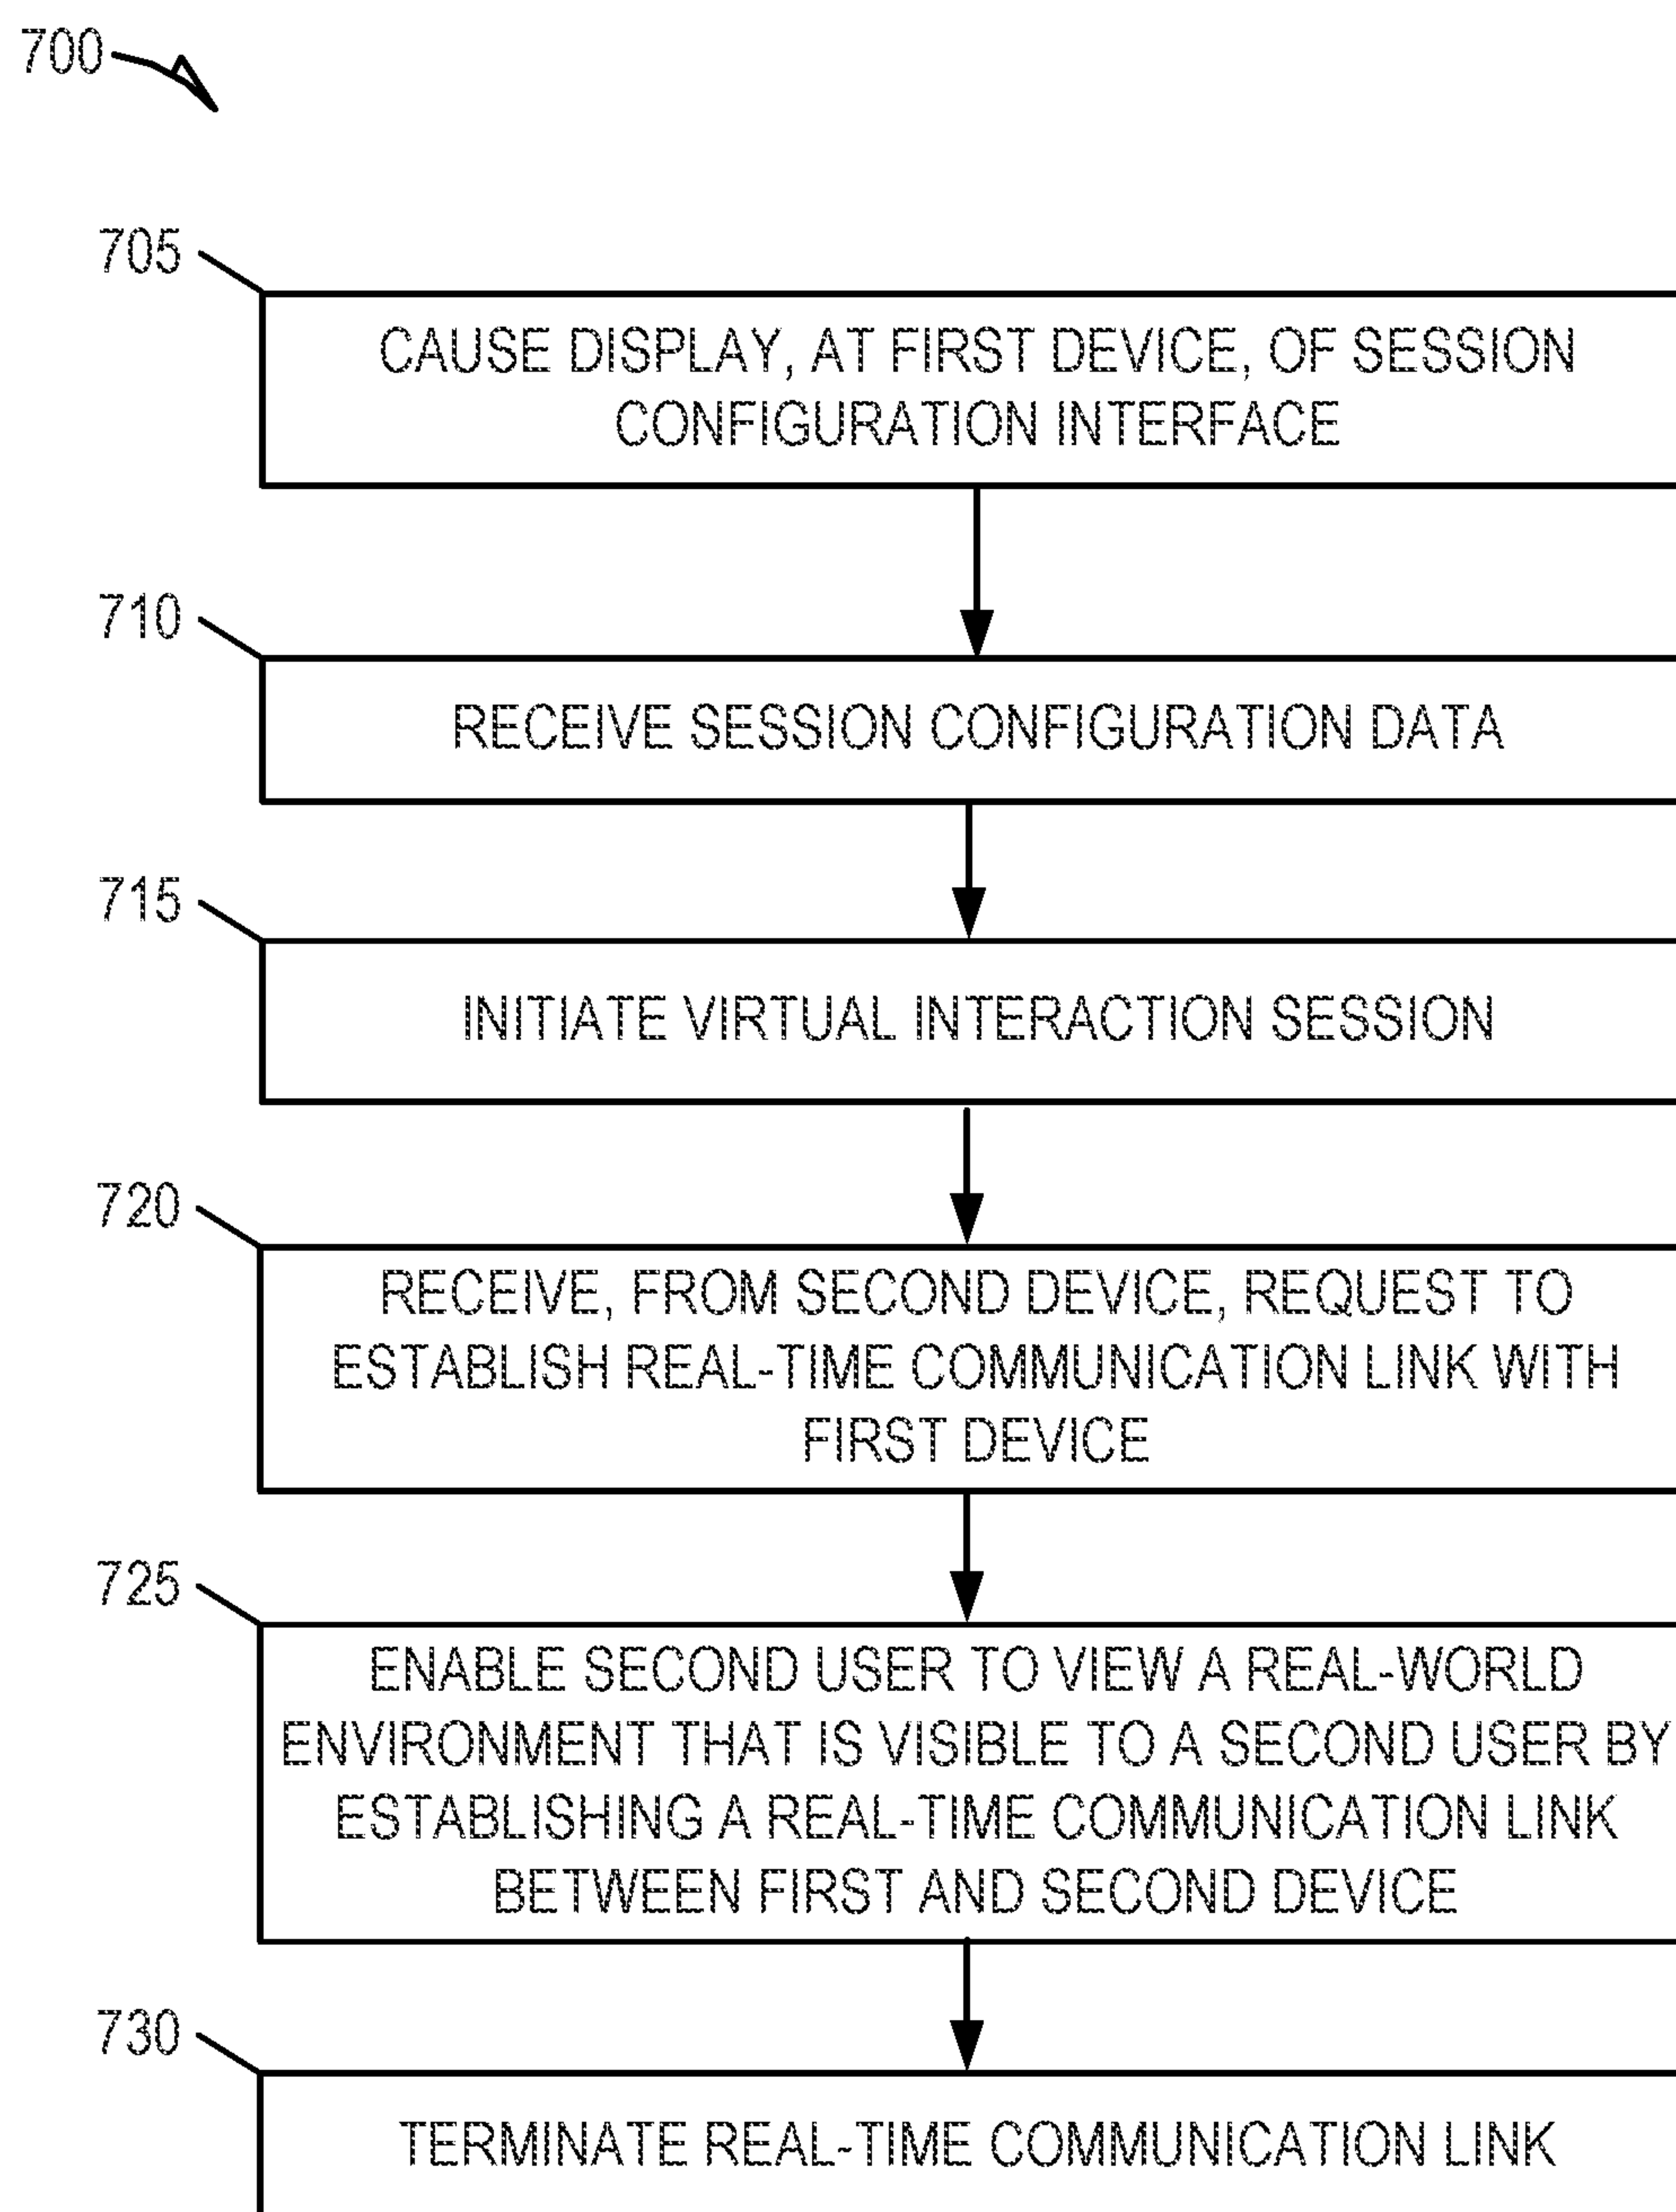 700
705
CAUSE DISPLAY, AT FIRST DEVICE, OF SESSION
CONFIGURATION INTERFACE
710
RECEIVE SESSION CONFIGURATION DATA
715
INITIATE VIRTUAL INTERACTION SESSION
720
RECEIVE, FROM SECOND DEVICE, REQUEST TO
ESTABLISH REAL-TIME COMMUNICATION LINK WITH
FIRST DEVICE
725
ENABLE SECOND USER TO VIEW A REAL-WORLD
ENVIRONMENT THAT IS VISIBLE TO A SECOND USER BY
ESTABLISHING A REAL-TIME COMMUNICATION LINK
BETWEEN FIRST AND SECOND DEVICE
730
TERMINATE REAL-TIME COMMUNICATION LINK